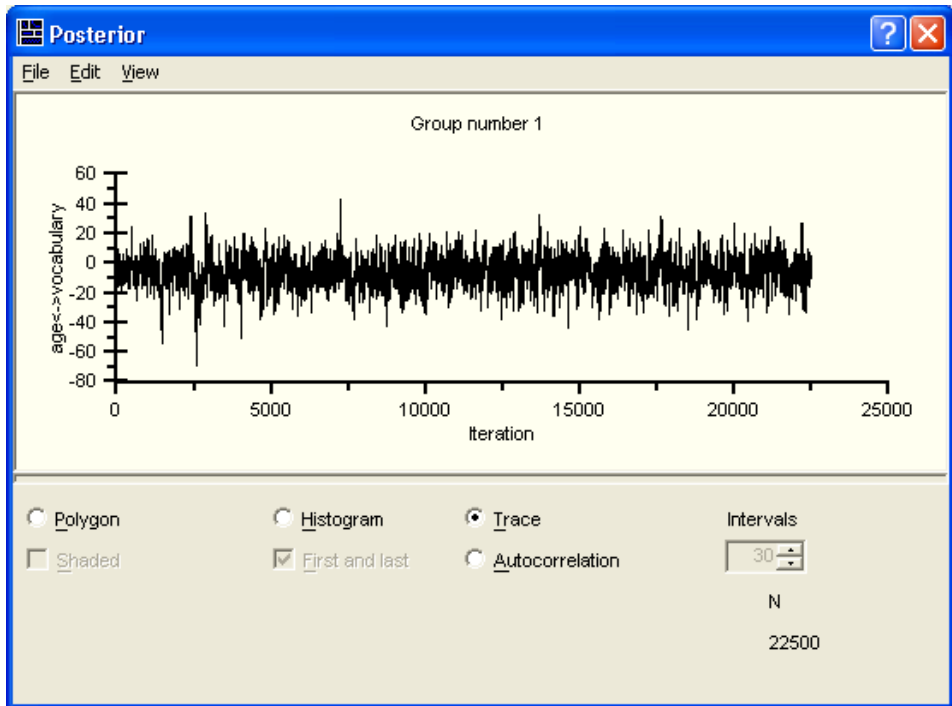 Posterior
File Edit View
Group number 1
age<->vocabulary
60
40
20
0
-20
-40
-60
-80
0 5000 10000 15000 20000 25000
Iteration
Polygon Histogram Trace Intervals
Shaded First and last Autocorrelation 30
N
22500